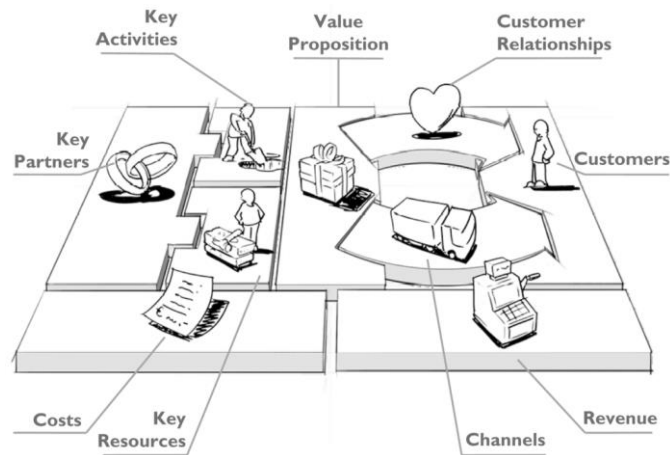 Key
Activities
Value
Proposition
Customer
Relationships
Key
Partners
Customers
Costs
Key
Resources
Channels
Revenue